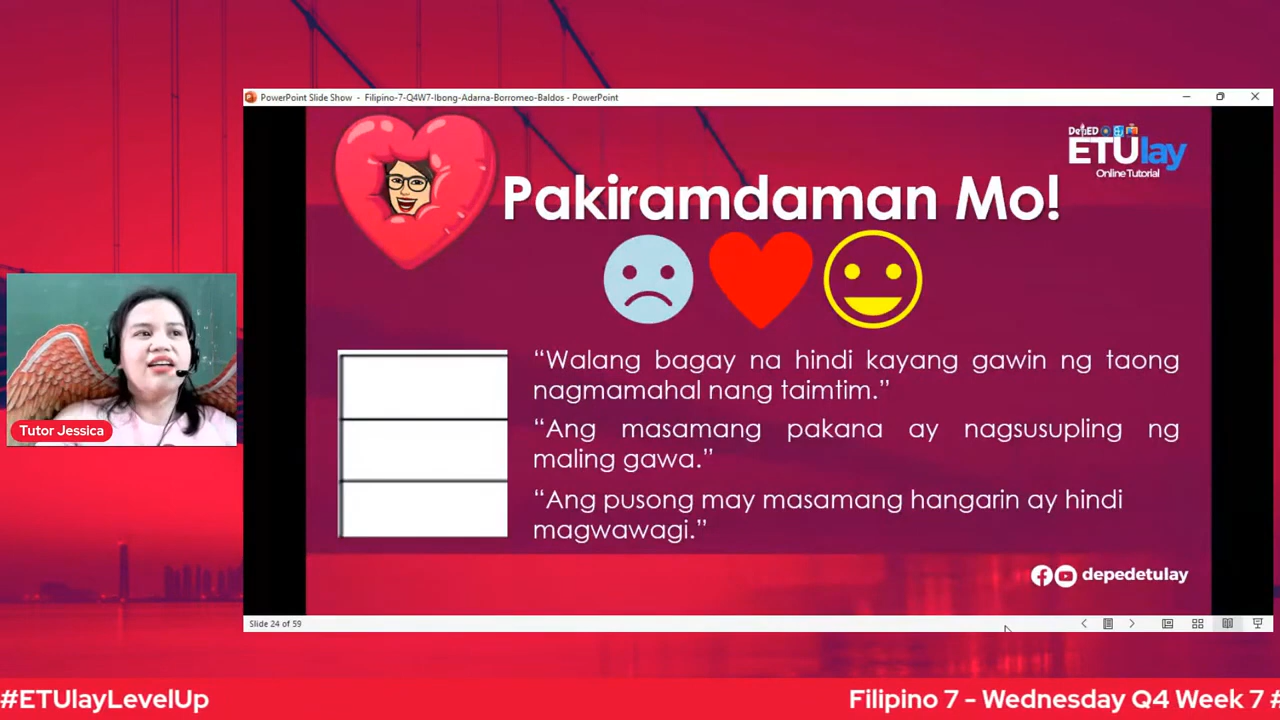 PowerPoint Slide Show - Filipino-7-Q4W7-Ibong-Adarna-Borromeo-Baldos - PowerPoint
DepED
ETUlay
Online Tutorial
Pakiramdaman Mo!
“Walang bagay na hindi kayang gawin ng taong
nagmamahal nang taimtim.”
“Ang masamang pakana ay nagsusupling ng
maling gawa.”
“Ang pusong may masamang hangarin ay hindi
magwawagi.”
Tutor Jessica
depedetulay
Slide 24 of 59
#ETUlayLevelUp
Filipino 7 - Wednesday Q4 Week 7 #